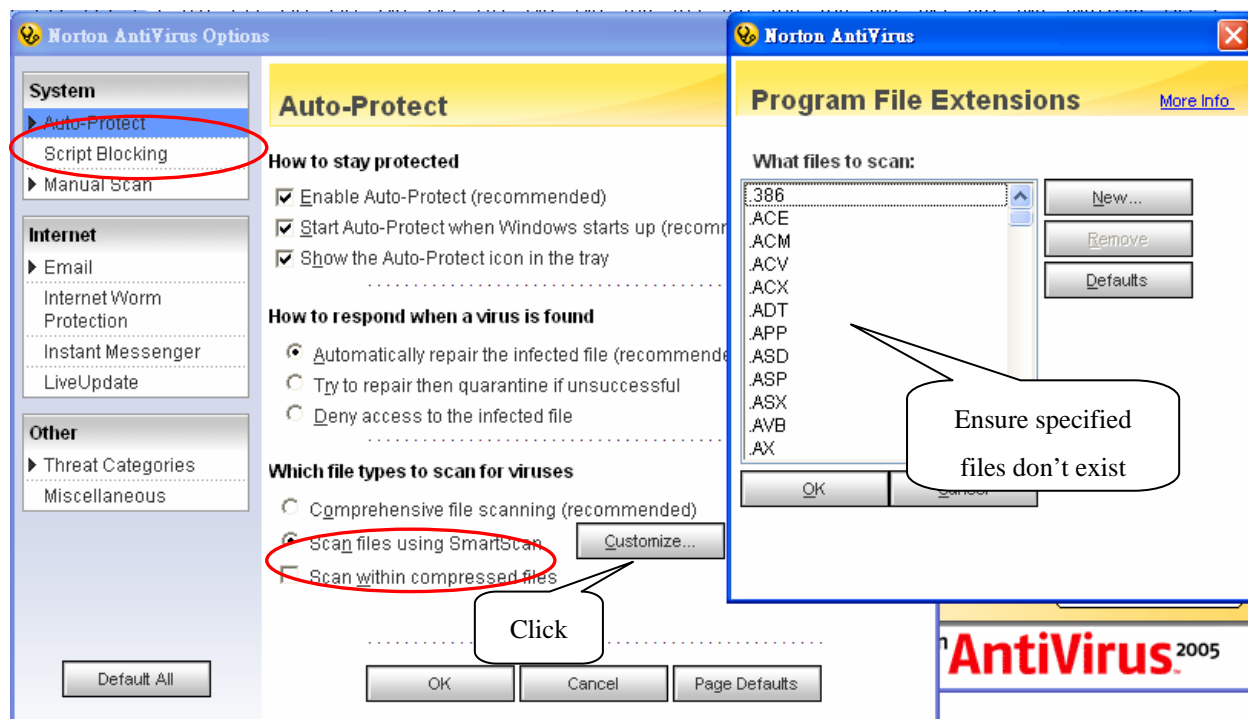 Norton AntiVirus Options
System
Auto-Protect
Script Blocking
Manual Scan
Internet
Email
Internet Worm
Protection
Instant Messenger
LiveUpdate
Other
Threat Categories
Miscellaneous
Default All
Auto-Protect
How to stay protected
Enable Auto-Protect (recommended)
Start Auto-Protect when Windows starts up (recomm
Show the Auto-Protect icon in the tray
How to respond when a virus is found
Automatically repair the infected file (recommende
Try to repair then quarantine if unsuccessful
Deny access to the infected file
Which file types to scan for viruses
Comprehensive file scanning (recommended)
Scan files using SmartScan
Customize...
Scan within compressed files
Click
OK
Cancel
Page Defaults
Norton AntiVirus
Program File Extensions
More Info
What files to scan:
.386
.ACE
.ACM
.ACV
.ACX
.ADT
.APP
.ASD
.ASP
.ASX
.AVB
.AX
New...
Remove
Defaults
Ensure specified
files don't exist
OK
Cancel
n AntiVirus 2005